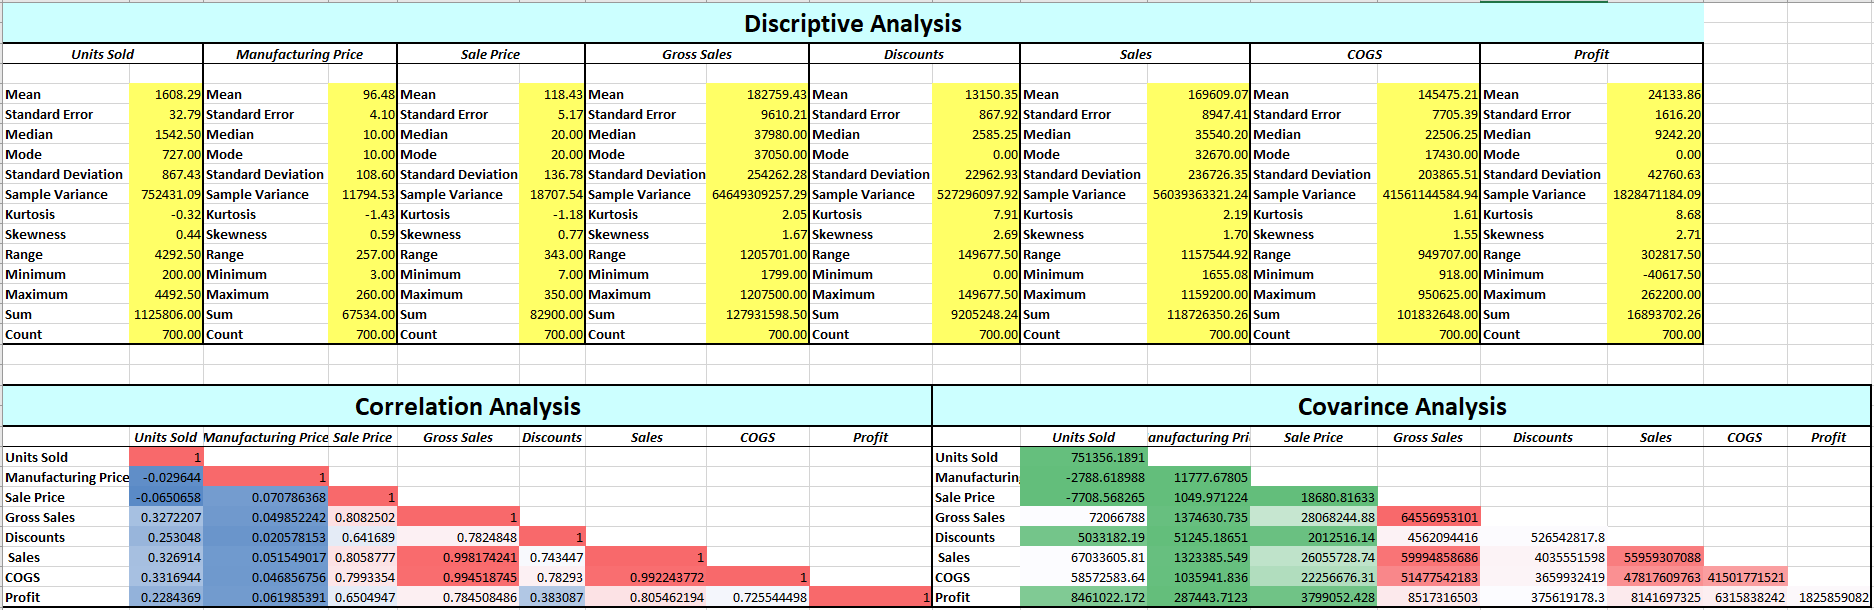 Discriptive Analysis
Units Sold Manufacturing Price Sale Price Gross Sales Discounts Sales COGS Profit
Mean 1608.29 Mean 96.48 Mean 118.43 Mean 182759.43 Mean 13150.35 Mean 169609.07 Mean 145475.21 Mean 24133.86
Standard Error 32.79 Standard Error 4.10 Standard Error 5.17 Standard Error 9610.21 Standard Error 867.92 Standard Error 8947.41 Standard Error 7705.39 Standard Error 1616.20
Median 1542.50 Median 10.00 Median 20.00 Median 37980.00 Median 2585.25 Median 35540.20 Median 22506.25 Median 9242.20
Mode 727.00 Mode 10.00 Mode 20.00 Mode 37050.00 Mode 0.00 Mode 32670.00 Mode 17430.00 Mode 0.00
Standard Deviation 867.43 Standard Deviation 108.60 Standard Deviation 136.78 Standard Deviation 254262.28 Standard Deviation 22962.93 Standard Deviation 236726.35 Standard Deviation 203865.51 Standard Deviation 42760.63
Sample Variance 752431.09 Sample Variance 11794.53 Sample Variance 18707.54 Sample Variance 64649309257.29 Sample Variance 527296097.92 Sample Variance 56039363321.24 Sample Variance 41561144584.94 Sample Variance 1828471184.09
Kurtosis -0.32 Kurtosis -1.43 Kurtosis -1.18 Kurtosis 2.05 Kurtosis 7.91 Kurtosis 2.19 Kurtosis 1.61 Kurtosis 8.68
Skewness 0.44 Skewness 0.59 Skewness 0.77 Skewness 1.67 Skewness 2.69 Skewness 1.70 Skewness 1.55 Skewness 2.71
Range 4292.50 Range 257.00 Range 343.00 Range 1205701.00 Range 149677.50 Range 1157544.92 Range 949707.00 Range 302817.50
Minimum 200.00 Minimum 3.00 Minimum 7.00 Minimum 1799.00 Minimum 0.00 Minimum 1655.08 Minimum 918.00 Minimum -40617.50
Maximum 4492.50 Maximum 260.00 Maximum 350.00 Maximum 1207500.00 Maximum 149677.50 Maximum 1159200.00 Maximum 950625.00 Maximum 262200.00
Sum 1125806.00 Sum 67534.00 Sum 82900.00 Sum 127931598.50 Sum 9205248.24 Sum 118726350.26 Sum 101832648.00 Sum 16893702.26
Count 700.00 Count 700.00 Count 700.00 Count 700.00 Count 700.00 Count 700.00 Count 700.00 Count 700.00
Correlation Analysis
Units Sold Manufacturing Price Sale Price Gross Sales Discounts Sales COGS Profit
Units Sold 1
Manufacturing Price -0.029644 1
Sale Price -0.0650658 0.070786368 1
Gross Sales 0.3272207 0.049852242 0.8082502 1
Discounts 0.253048 0.020578153 0.641689 0.7824848 1
Sales 0.326914 0.051549017 0.8058777 0.998174241 0.743447 1
COGS 0.3316944 0.046856756 0.7993354 0.994518745 0.78293 0.992243772 1
Profit 0.2284369 0.061985391 0.6504947 0.784508486 0.383087 0.805462194 0.725544498 1
Covarince Analysis
Units Sold anufacturing Pri Sale Price Gross Sales Discounts Sales COGS Profit
Units Sold 751356.1891
Manufacturin -2788.618988 11777.67805
Sale Price -7708.568265 1049.971224 18680.81633
Gross Sales 72066788 1374630.735 28068244.88 64556953101
Discounts 5033182.19 51245.18651 2012516.14 4562094416 526542817.8
Sales 67033605.81 1323385.549 26055728.74 59994858686 4035551598 55959307088
COGS 58572583.64 1035941.836 22256676.31 51477542183 3659932419 47817609763 41501771521
Profit 8461022.172 287443.7123 3799052.428 8517316503 375619178.3 8141697325 6315838242 1825859082